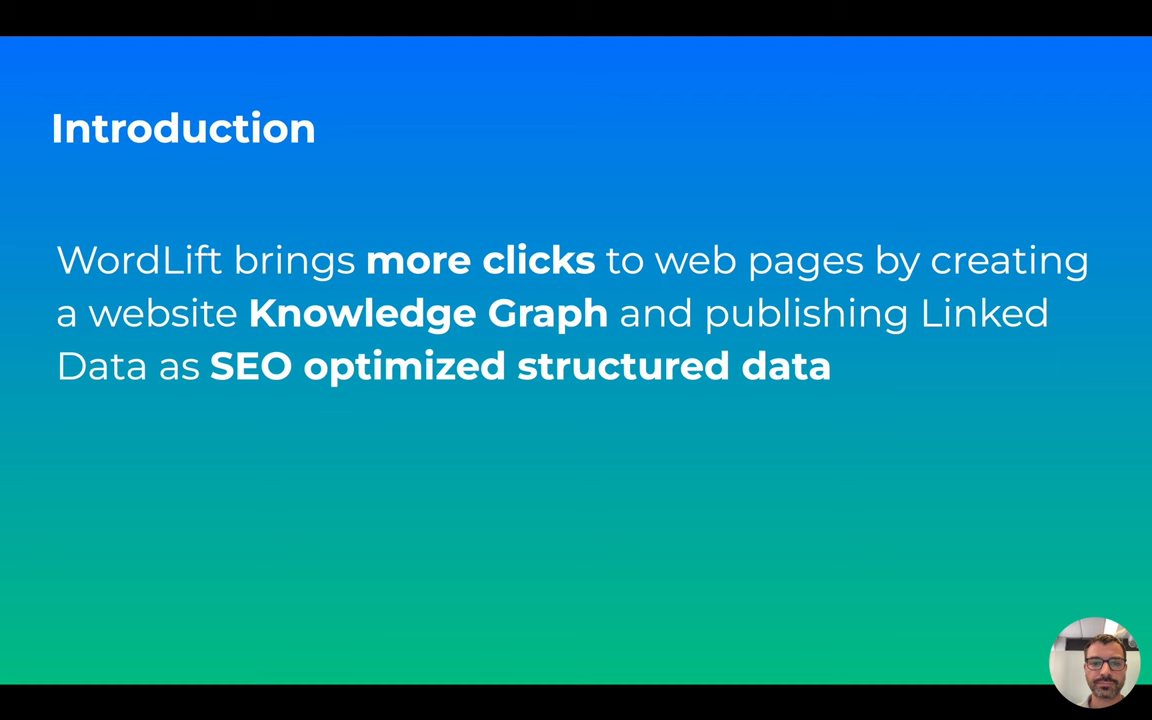 Introduction
WordLift brings more clicks to web pages by creating
a website Knowledge Graph and publishing Linked
Data as SEO optimized structured data